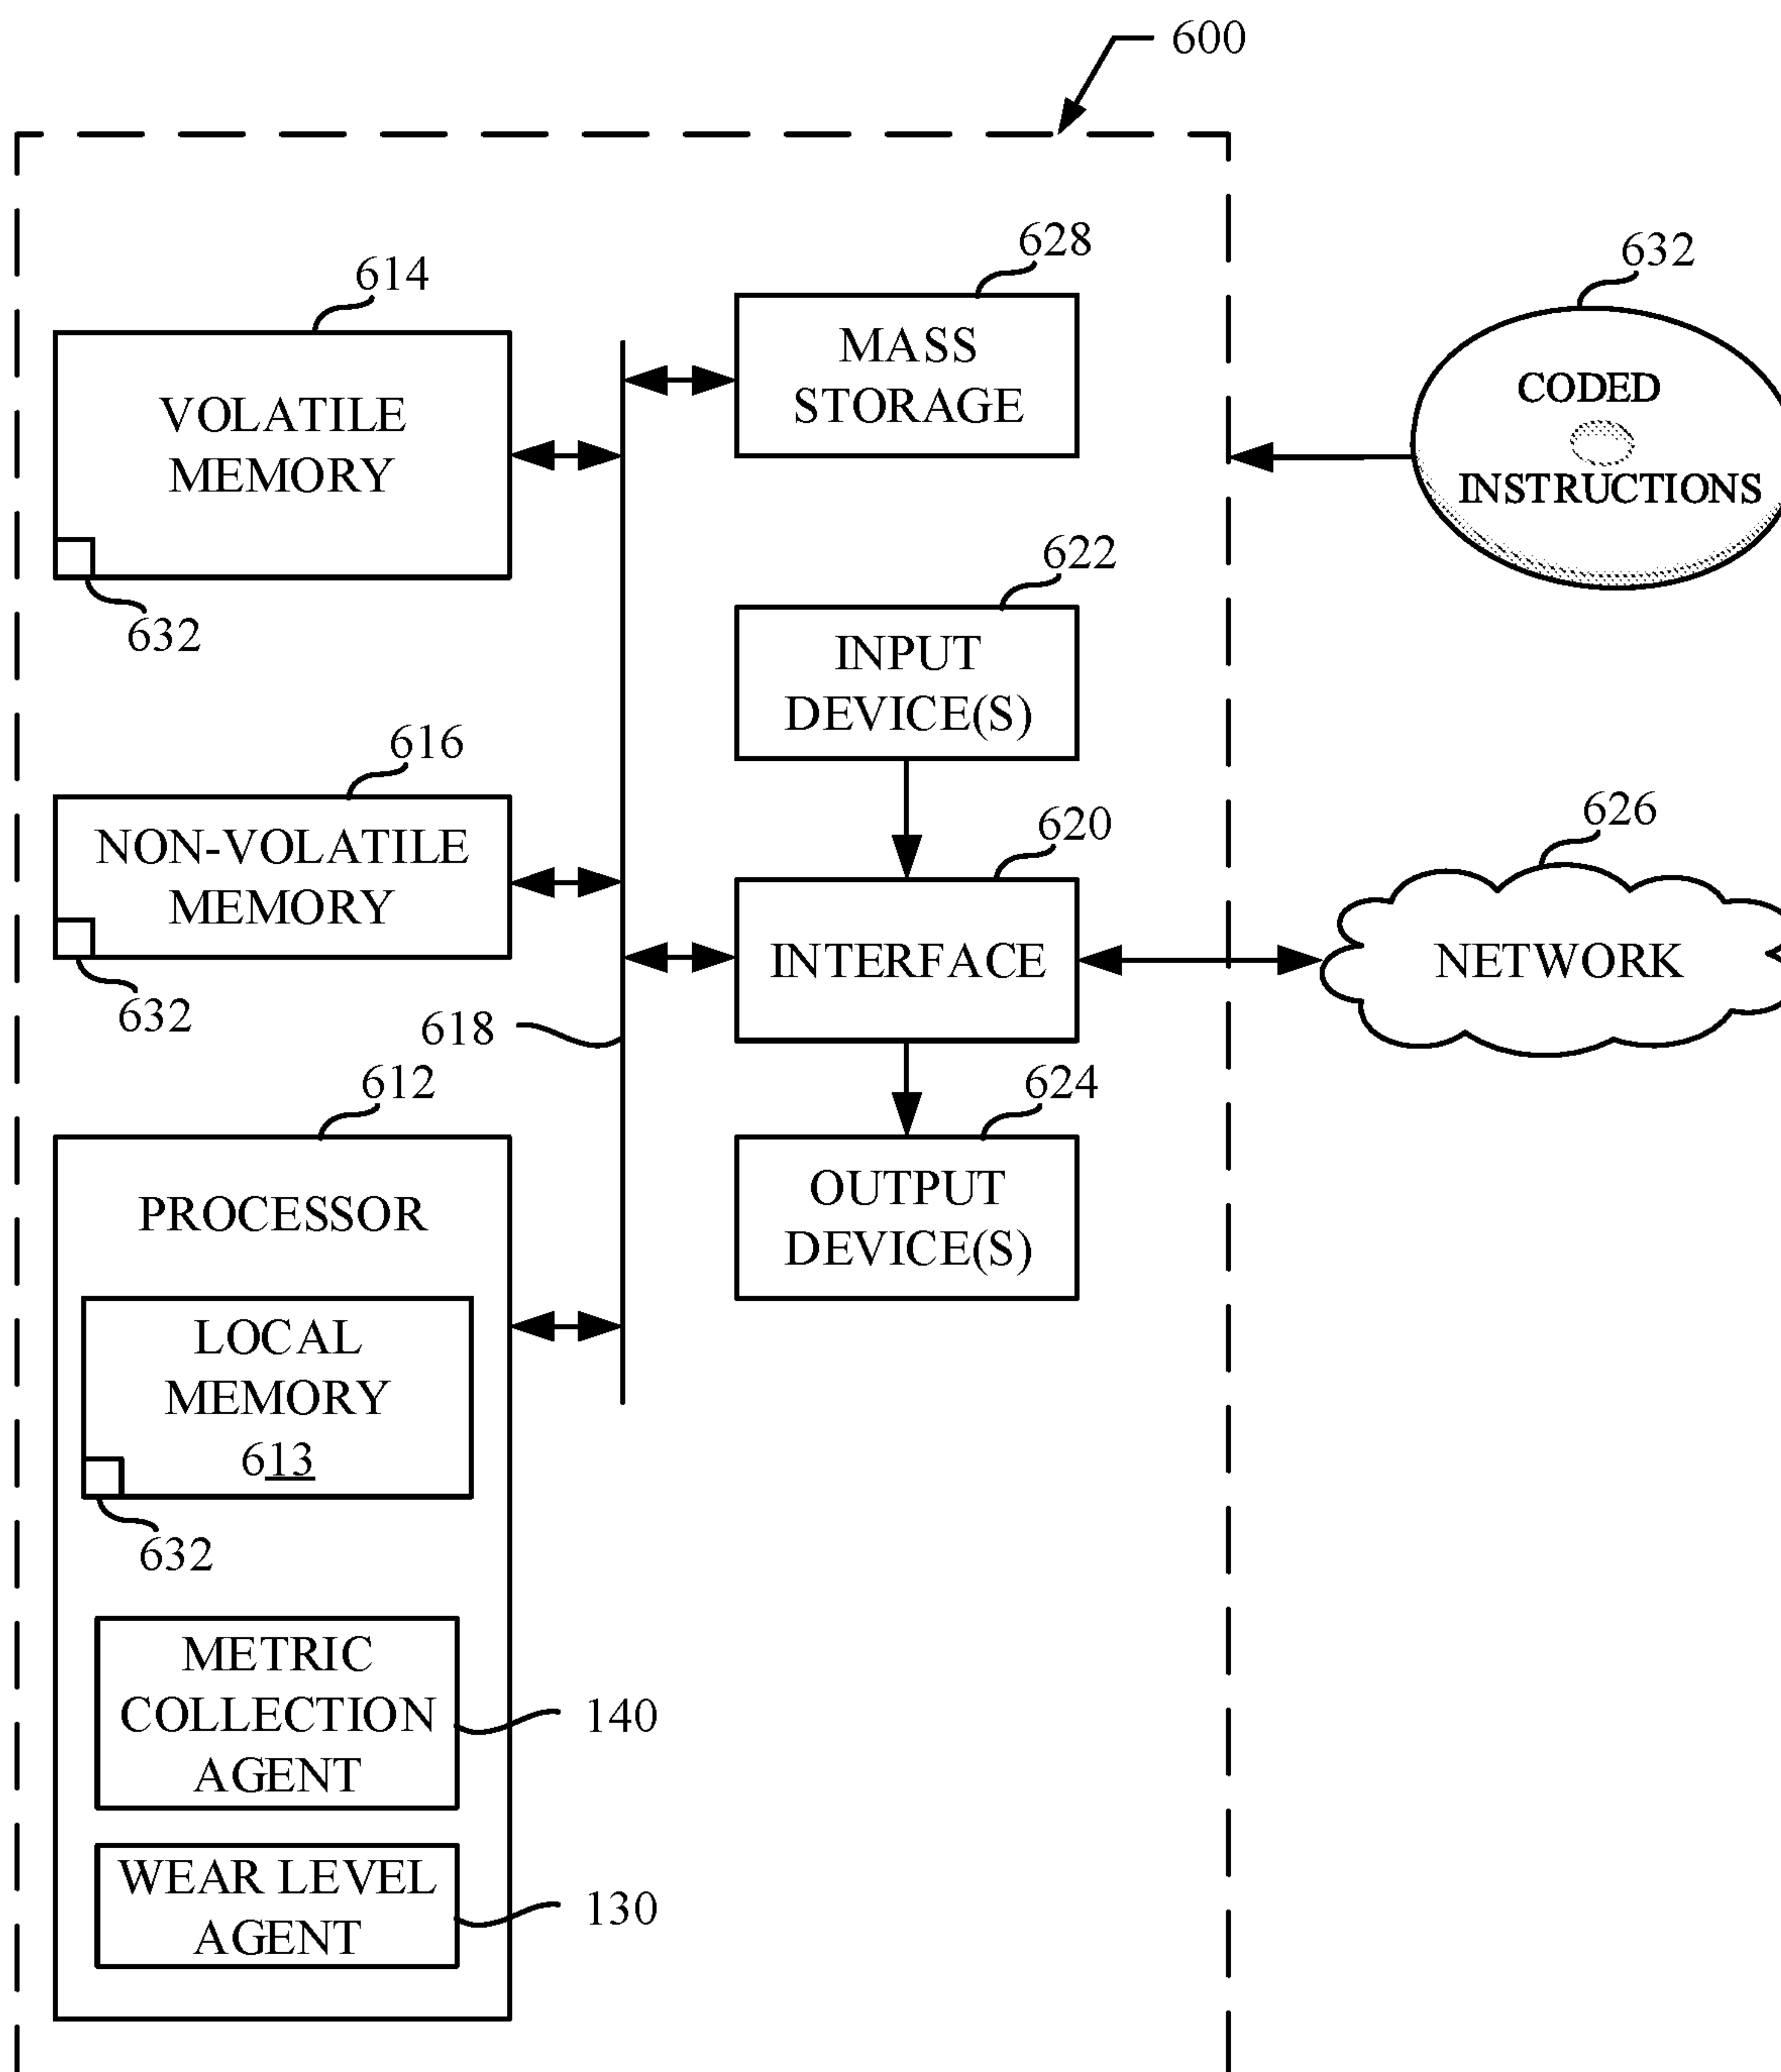 600
628
632
614
MASS
STORAGE
VOLATILE
MEMORY
CODED
INSTRUCTIONS
622
632
INPUT
DEVICE(S)
616
620
626
NON-VOLATILE
MEMORY
INTERFACE
NETWORK
632
618
612
624
PROCESSOR
OUTPUT
DEVICE(S)
LOCAL
MEMORY
613
632
METRIC
COLLECTION
AGENT
140
WEAR LEVEL
AGENT
130